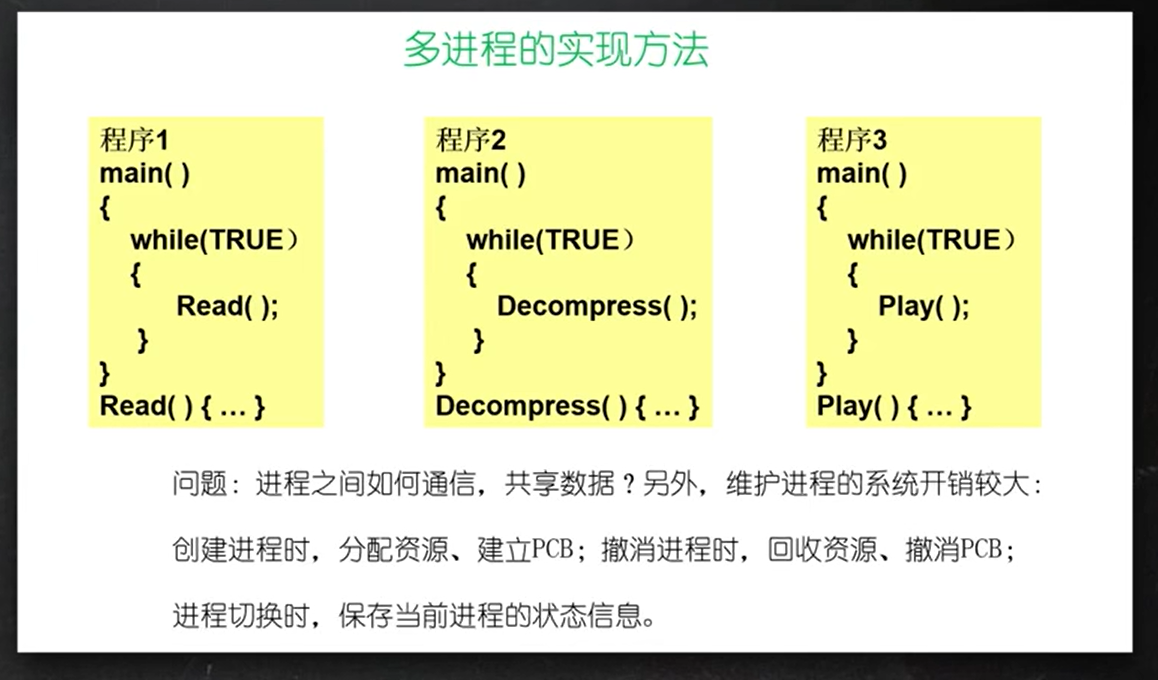 多进程的实现方法
程序1
main( )
{
while(TRUE）
{
Read( );
}
}
Read( ) { ... }
程序2
main( )
{
while(TRUE）
{
Decompress( );
}
}
Decompress( ) { ... }
程序3
main( )
{
while(TRUE）
{
Play( );
}
}
Play( ) { ... }
问题：进程之间如何通信，共享数据？另外，维护进程的系统开销较大：
创建进程时，分配资源、建立PCB；撤消进程时，回收资源、撤消PCB；
进程切换时，保存当前进程的状态信息。